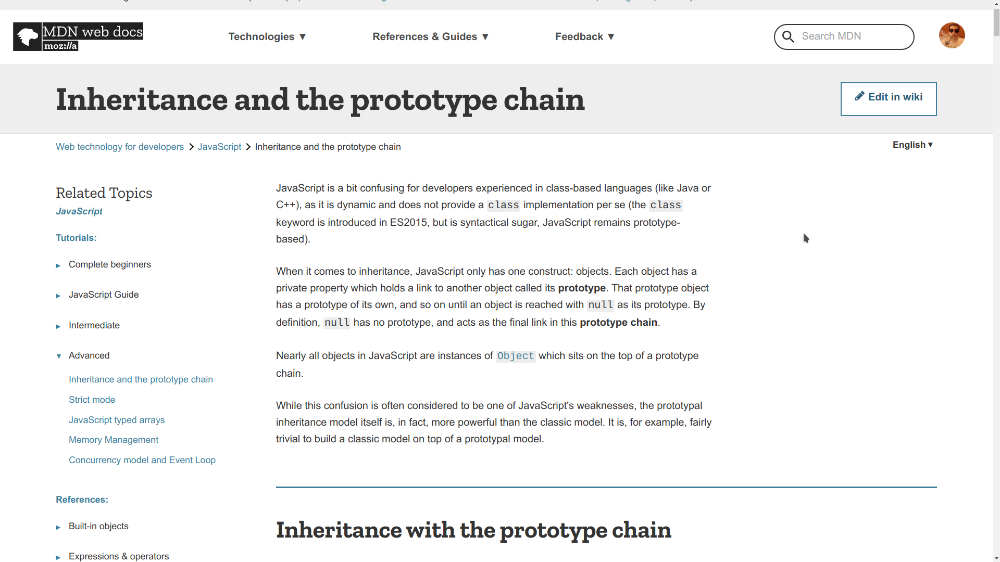 MDN web docs
moz://a
Technologies ▼
References & Guides ▼
Feedback ▼
Search MDN
Inheritance and the prototype chain
Edit in wiki
Web technology for developers
JavaScript
Inheritance and the prototype chain
English ▼
Related Topics
JavaScript
Tutorials:
Complete beginners
JavaScript Guide
Intermediate
Advanced
Inheritance and the prototype chain
Strict mode
JavaScript typed arrays
Memory Management
Concurrency model and Event Loop
References:
Built-in objects
Expressions & operators
JavaScript is a bit confusing for developers experienced in class-based languages (like Java or
C++), as it is dynamic and does not provide a class implementation per se (the class
keyword is introduced in ES2015, but is syntactical sugar, JavaScript remains prototype-
based).
When it comes to inheritance, JavaScript only has one construct: objects. Each object has a
private property which holds a link to another object called its prototype. That prototype object
has a prototype of its own, and so on until an object is reached with null as its prototype. By
definition, null has no prototype, and acts as the final link in this prototype chain.
Nearly all objects in JavaScript are instances of Object which sits on the top of a prototype
chain.
While this confusion is often considered to be one of JavaScript's weaknesses, the prototypal
inheritance model itself is, in fact, more powerful than the classic model. It is, for example, fairly
trivial to build a classic model on top of a prototypal model.
Inheritance with the prototype chain